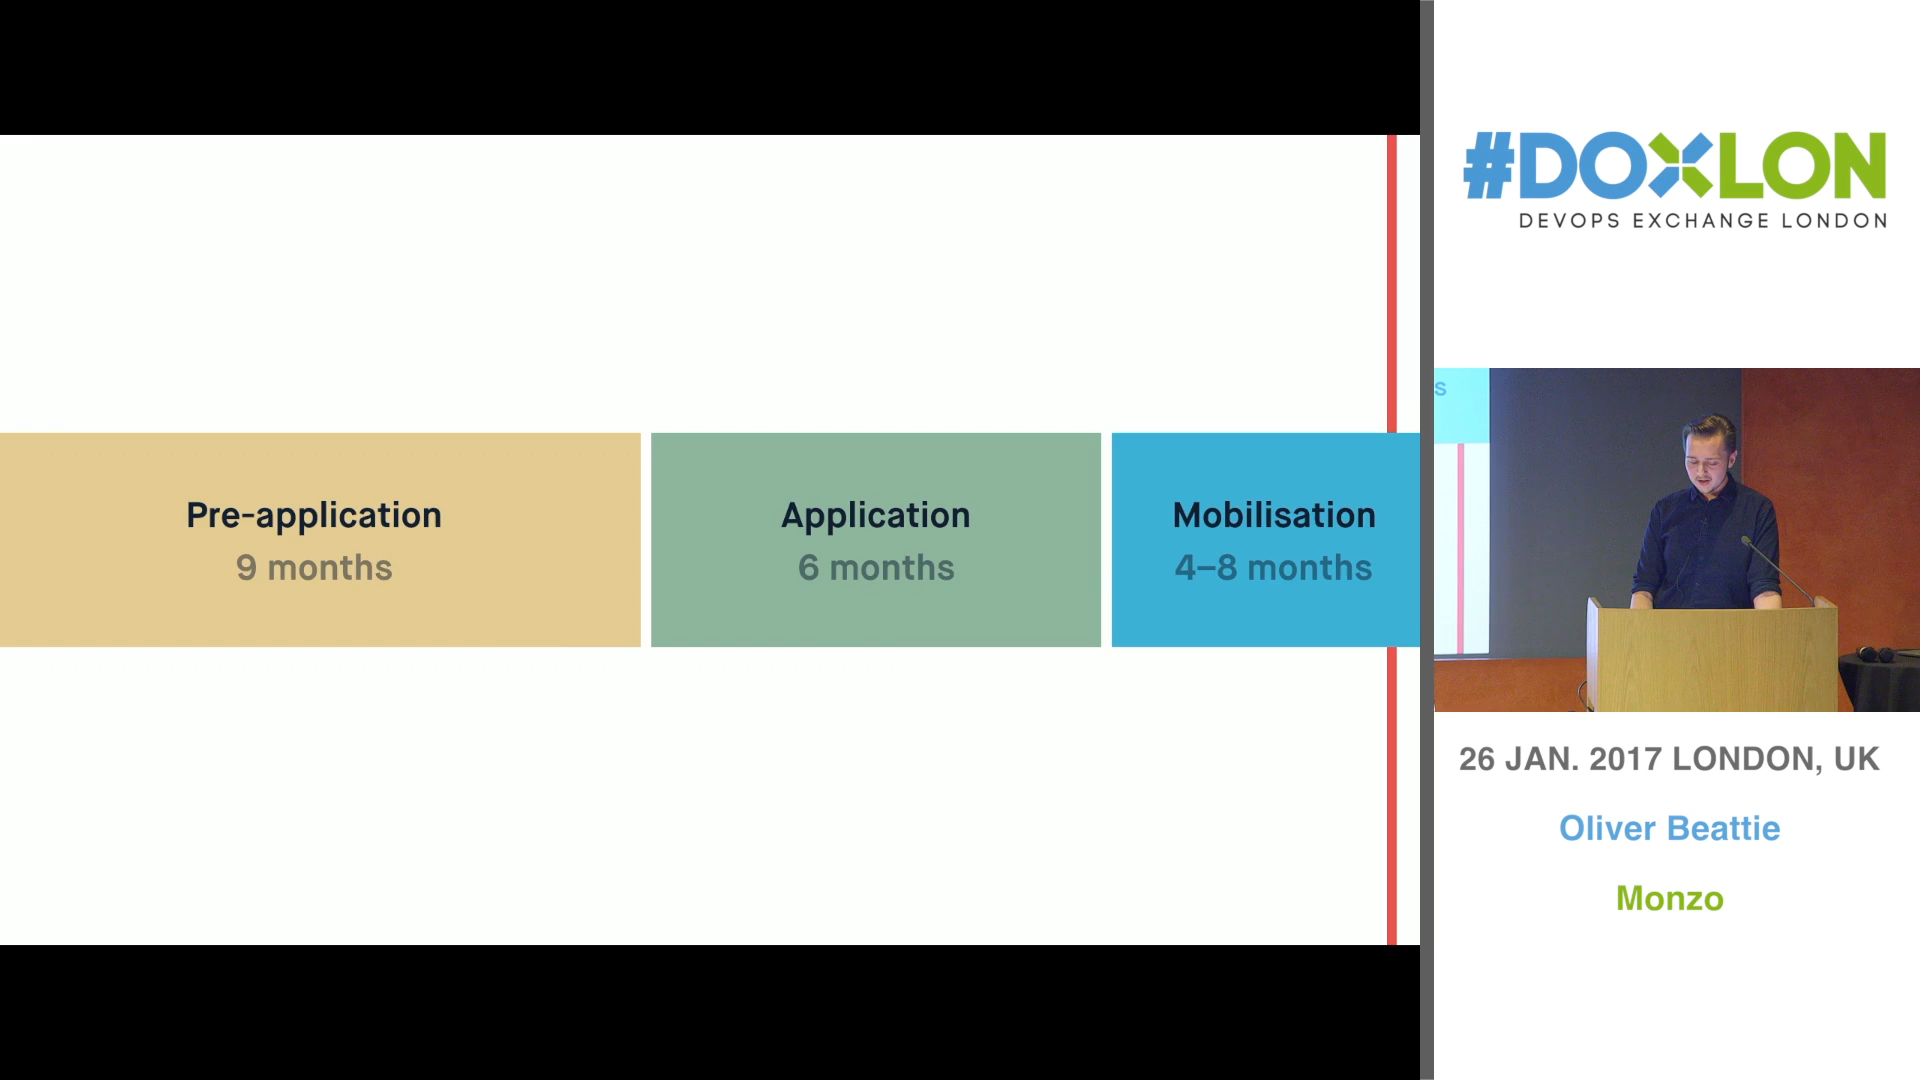 Pre-application
9 months
Application
6 months
Mobilisation
4–8 months
#DOXLON
DEVOPS EXCHANGE LONDON
s
26 JAN. 2017 LONDON, UK
Oliver Beattie
Monzo